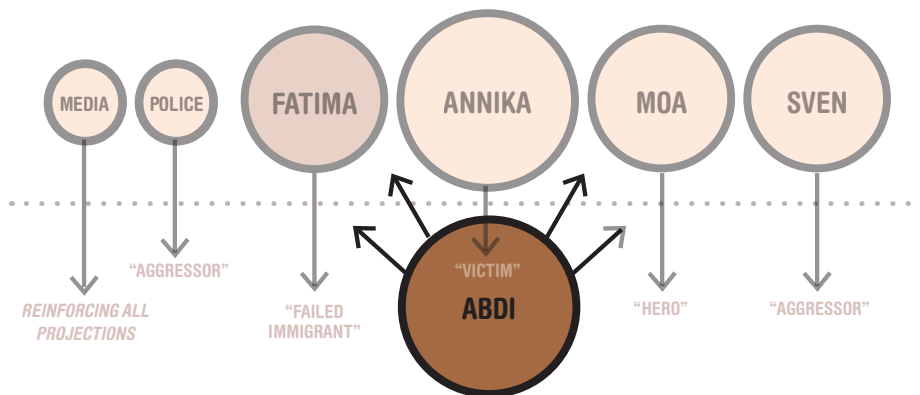 MEDIA
POLICE
FATIMA
ANNIKA
MOA
SVEN
“AGGRESSOR”
“VICTIM”
REINFORCING ALL
PROJECTIONS
“FAILED
IMMIGRANT”
ABDI
“HERO”
“AGGRESSOR”